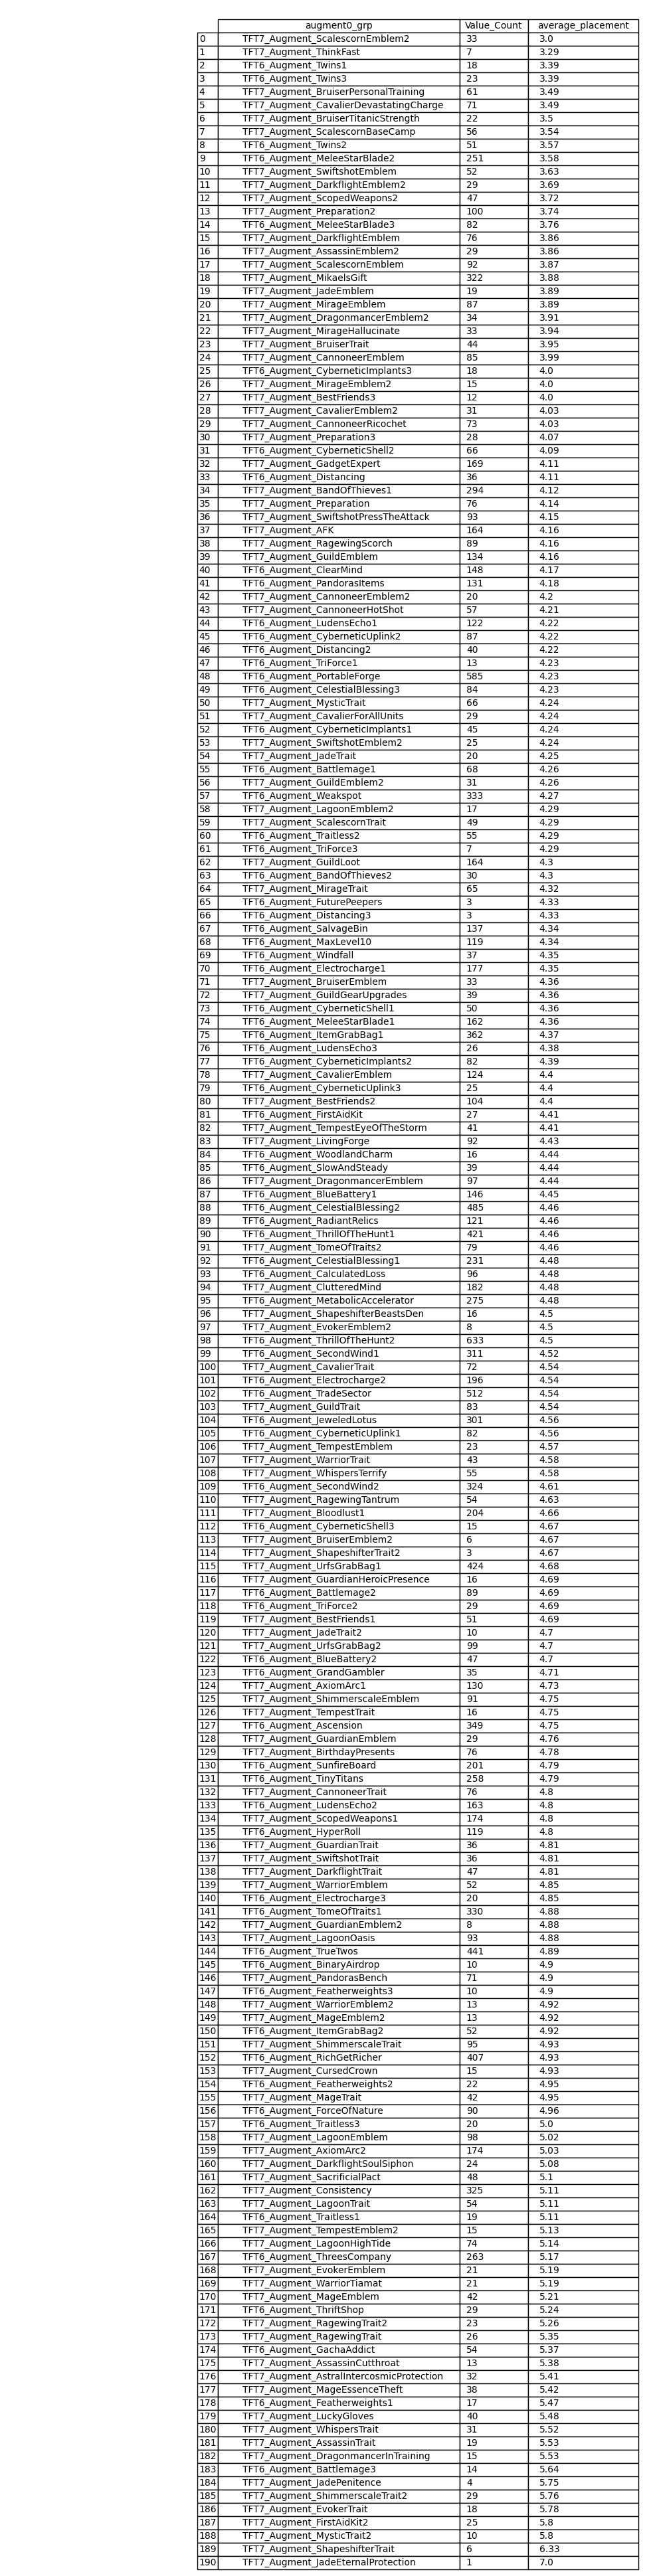 augment0_grp Value_Count average_placement
0 TFT7_Augment_ScalescornEmblem2 33 3.0
1 TFT7_Augment_ThinkFast 7 3.29
2 TFT6_Augment_Twins1 18 3.39
3 TFT6_Augment_Twins3 23 3.39
4 TFT7_Augment_BruiserPersonalTraining 61 3.49
5 TFT7_Augment_CavalierDevastatingCharge 71 3.49
6 TFT7_Augment_BruiserTitanicStrength 22 3.5
7 TFT7_Augment_ScalescornBaseCamp 56 3.54
8 TFT6_Augment_Twins2 51 3.57
9 TFT6_Augment_MeleeStarBlade2 251 3.58
10 TFT7_Augment_SwiftshotEmblem 52 3.63
11 TFT7_Augment_DarkflightEmblem2 29 3.69
12 TFT7_Augment_ScopedWeapons2 47 3.72
13 TFT7_Augment_Preparation2 100 3.74
14 TFT6_Augment_MeleeStarBlade3 82 3.76
15 TFT7_Augment_DarkflightEmblem 76 3.86
16 TFT7_Augment_AssassinEmblem2 29 3.86
17 TFT7_Augment_ScalescornEmblem 92 3.87
18 TFT7_Augment_MikaelsGift 322 3.88
19 TFT7_Augment_JadeEmblem 19 3.89
20 TFT7_Augment_MirageEmblem 87 3.89
21 TFT7_Augment_DragonmancerEmblem2 34 3.91
22 TFT7_Augment_MirageHallucinate 33 3.94
23 TFT7_Augment_BruiserTrait 44 3.95
24 TFT7_Augment_CannoneerEmblem 85 3.99
25 TFT6_Augment_CyberneticImplants3 18 4.0
26 TFT7_Augment_MirageEmblem2 15 4.0
27 TFT7_Augment_BestFriends3 12 4.0
28 TFT7_Augment_CavalierEmblem2 31 4.03
29 TFT7_Augment_CannoneerRicochet 73 4.03
30 TFT7_Augment_Preparation3 28 4.07
31 TFT6_Augment_CyberneticShell2 66 4.09
32 TFT7_Augment_GadgetExpert 169 4.11
33 TFT6_Augment_Distancing 36 4.11
34 TFT7_Augment_BandOfThieves1 294 4.12
35 TFT7_Augment_Preparation 76 4.14
36 TFT7_Augment_SwiftshotPressTheAttack 93 4.15
37 TFT7_Augment_AFK 164 4.16
38 TFT7_Augment_RagewingScorch 89 4.16
39 TFT7_Augment_GuildEmblem 134 4.16
40 TFT6_Augment_ClearMind 148 4.17
41 TFT6_Augment_PandorasItems 131 4.18
42 TFT7_Augment_CannoneerEmblem2 20 4.2
43 TFT7_Augment_CannoneerHotShot 57 4.21
44 TFT6_Augment_LudensEcho1 122 4.22
45 TFT6_Augment_CyberneticUplink2 87 4.22
46 TFT6_Augment_Distancing2 40 4.22
47 TFT6_Augment_TriForce1 13 4.23
48 TFT6_Augment_PortableForge 585 4.23
49 TFT6_Augment_CelestialBlessing3 84 4.23
50 TFT7_Augment_MysticTrait 66 4.24
51 TFT7_Augment_CavalierForAllUnits 29 4.24
52 TFT6_Augment_CyberneticImplants1 45 4.24
53 TFT7_Augment_SwiftshotEmblem2 25 4.24
54 TFT7_Augment_JadeTrait 20 4.25
55 TFT6_Augment_Battlemage1 68 4.26
56 TFT7_Augment_GuildEmblem2 31 4.26
57 TFT6_Augment_Weakspot 333 4.27
58 TFT7_Augment_LagoonEmblem2 17 4.29
59 TFT7_Augment_ScalescornTrait 49 4.29
60 TFT6_Augment_Traitless2 55 4.29
61 TFT6_Augment_TriForce3 7 4.29
62 TFT7_Augment_GuildLoot 164 4.3
63 TFT6_Augment_BandOfThieves2 30 4.3
64 TFT7_Augment_MirageTrait 65 4.32
65 TFT6_Augment_FuturePeepers 3 4.33
66 TFT6_Augment_Distancing3 3 4.33
67 TFT6_Augment_SalvageBin 137 4.34
68 TFT6_Augment_MaxLevel10 119 4.34
69 TFT6_Augment_Windfall 37 4.35
70 TFT6_Augment_Electrocharge1 177 4.35
71 TFT7_Augment_BruiserEmblem 33 4.36
72 TFT7_Augment_GuildGearUpgrades 39 4.36
73 TFT6_Augment_CyberneticShell1 50 4.36
74 TFT6_Augment_MeleeStarBlade1 162 4.36
75 TFT6_Augment_ItemGrabBag1 362 4.37
76 TFT6_Augment_LudensEcho3 26 4.38
77 TFT6_Augment_CyberneticImplants2 82 4.39
78 TFT7_Augment_CavalierEmblem 124 4.4
79 TFT6_Augment_CyberneticUplink3 25 4.4
80 TFT7_Augment_BestFriends2 104 4.4
81 TFT6_Augment_FirstAidKit 27 4.41
82 TFT7_Augment_TempestEyeOfTheStorm 41 4.41
83 TFT7_Augment_LivingForge 92 4.43
84 TFT6_Augment_WoodlandCharm 16 4.44
85 TFT6_Augment_SlowAndSteady 39 4.44
86 TFT7_Augment_DragonmancerEmblem 97 4.44
87 TFT6_Augment_BlueBattery1 146 4.45
88 TFT6_Augment_CelestialBlessing2 485 4.46
89 TFT6_Augment_RadiantRelics 121 4.46
90 TFT6_Augment_ThrillOfTheHunt1 421 4.46
91 TFT7_Augment_TomeOfTraits2 79 4.46
92 TFT6_Augment_CelestialBlessing1 231 4.48
93 TFT6_Augment_CalculatedLoss 96 4.48
94 TFT7_Augment_ClutteredMind 182 4.48
95 TFT6_Augment_MetabolicAccelerator 275 4.48
96 TFT7_Augment_ShapeshifterBeastsDen 16 4.5
97 TFT7_Augment_EvokerEmblem2 8 4.5
98 TFT6_Augment_ThrillOfTheHunt2 633 4.5
99 TFT6_Augment_SecondWind1 311 4.52
100 TFT7_Augment_CavalierTrait 72 4.54
101 TFT6_Augment_Electrocharge2 196 4.54
102 TFT6_Augment_TradeSector 512 4.54
103 TFT7_Augment_GuildTrait 83 4.54
104 TFT6_Augment_JeweledLotus 301 4.56
105 TFT6_Augment_CyberneticUplink1 82 4.56
106 TFT7_Augment_TempestEmblem 23 4.57
107 TFT7_Augment_WarriorTrait 43 4.58
108 TFT7_Augment_WhispersTerrify 55 4.58
109 TFT6_Augment_SecondWind2 324 4.61
110 TFT7_Augment_RagewingTantrum 54 4.63
111 TFT7_Augment_Bloodlust1 204 4.66
112 TFT6_Augment_CyberneticShell3 15 4.67
113 TFT7_Augment_BruiserEmblem2 6 4.67
114 TFT7_Augment_ShapeshifterTrait2 3 4.67
115 TFT7_Augment_UrfsGrabBag1 424 4.68
116 TFT7_Augment_GuardianHeroicPresence 16 4.69
117 TFT6_Augment_Battlemage2 89 4.69
118 TFT6_Augment_TriForce2 29 4.69
119 TFT7_Augment_BestFriends1 51 4.69
120 TFT7_Augment_JadeTrait2 10 4.7
121 TFT7_Augment_UrfsGrabBag2 99 4.7
122 TFT6_Augment_BlueBattery2 47 4.7
123 TFT6_Augment_GrandGambler 35 4.71
124 TFT7_Augment_AxiomArc1 130 4.73
125 TFT7_Augment_ShimmerscaleEmblem 91 4.75
126 TFT7_Augment_TempestTrait 16 4.75
127 TFT6_Augment_Ascension 349 4.75
128 TFT7_Augment_GuardianEmblem 29 4.76
129 TFT7_Augment_BirthdayPresents 76 4.78
130 TFT6_Augment_SunfireBoard 201 4.79
131 TFT6_Augment_TinyTitans 258 4.79
132 TFT7_Augment_CannoneerTrait 76 4.8
133 TFT6_Augment_LudensEcho2 163 4.8
134 TFT7_Augment_ScopedWeapons1 174 4.8
135 TFT6_Augment_HyperRoll 119 4.8
136 TFT7_Augment_GuardianTrait 36 4.81
137 TFT7_Augment_SwiftshotTrait 36 4.81
138 TFT7_Augment_DarkflightTrait 47 4.81
139 TFT7_Augment_WarriorEmblem 52 4.85
140 TFT6_Augment_Electrocharge3 20 4.85
141 TFT6_Augment_TomeOfTraits1 330 4.88
142 TFT7_Augment_GuardianEmblem2 8 4.88
143 TFT7_Augment_LagoonOasis 93 4.88
144 TFT6_Augment_TrueTwos 441 4.89
145 TFT6_Augment_BinaryAirdrop 10 4.9
146 TFT7_Augment_PandorasBench 71 4.9
147 TFT6_Augment_Featherweights3 10 4.9
148 TFT7_Augment_WarriorEmblem2 13 4.92
149 TFT7_Augment_MageEmblem2 13 4.92
150 TFT6_Augment_ItemGrabBag2 52 4.92
151 TFT7_Augment_ShimmerscaleTrait 95 4.93
152 TFT6_Augment_RichGetRicher 407 4.93
153 TFT7_Augment_CursedCrown 15 4.93
154 TFT6_Augment_Featherweights2 22 4.95
155 TFT7_Augment_MageTrait 42 4.95
156 TFT6_Augment_ForceOfNature 90 4.96
157 TFT6_Augment_Traitless3 20 5.0
158 TFT7_Augment_LagoonEmblem 98 5.02
159 TFT7_Augment_AxiomArc2 174 5.03
160 TFT7_Augment_DarkflightSoulSiphon 24 5.08
161 TFT7_Augment_SacrificialPact 48 5.1
162 TFT7_Augment_Consistency 325 5.11
163 TFT7_Augment_LagoonTrait 54 5.11
164 TFT6_Augment_Traitless1 19 5.11
165 TFT7_Augment_TempestEmblem2 15 5.13
166 TFT7_Augment_LagoonHighTide 74 5.14
167 TFT6_Augment_ThreesCompany 263 5.17
168 TFT7_Augment_EvokerEmblem 21 5.19
169 TFT7_Augment_WarriorTiamat 21 5.19
170 TFT7_Augment_MageEmblem 42 5.21
171 TFT6_Augment_ThriftShop 29 5.24
172 TFT7_Augment_RagewingTrait2 23 5.26
173 TFT7_Augment_RagewingTrait 26 5.35
174 TFT6_Augment_GachaAddict 54 5.37
175 TFT7_Augment_AssassinCutthroat 13 5.38
176 TFT7_Augment_AstralIntercosmicProtection 32 5.41
177 TFT7_Augment_MageEssenceTheft 38 5.42
178 TFT6_Augment_Featherweights1 17 5.47
179 TFT7_Augment_LuckyGloves 40 5.48
180 TFT7_Augment_WhispersTrait 31 5.52
181 TFT7_Augment_AssassinTrait 19 5.53
182 TFT7_Augment_DragonmancerInTraining 15 5.53
183 TFT6_Augment_Battlemage3 14 5.64
184 TFT7_Augment_JadePenitence 4 5.75
185 TFT7_Augment_ShimmerscaleTrait2 29 5.76
186 TFT7_Augment_EvokerTrait 18 5.78
187 TFT7_Augment_FirstAidKit2 25 5.8
188 TFT7_Augment_MysticTrait2 10 5.8
189 TFT7_Augment_ShapeshifterTrait 6 6.33
190 TFT7_Augment_JadeEternalProtection 1 7.0